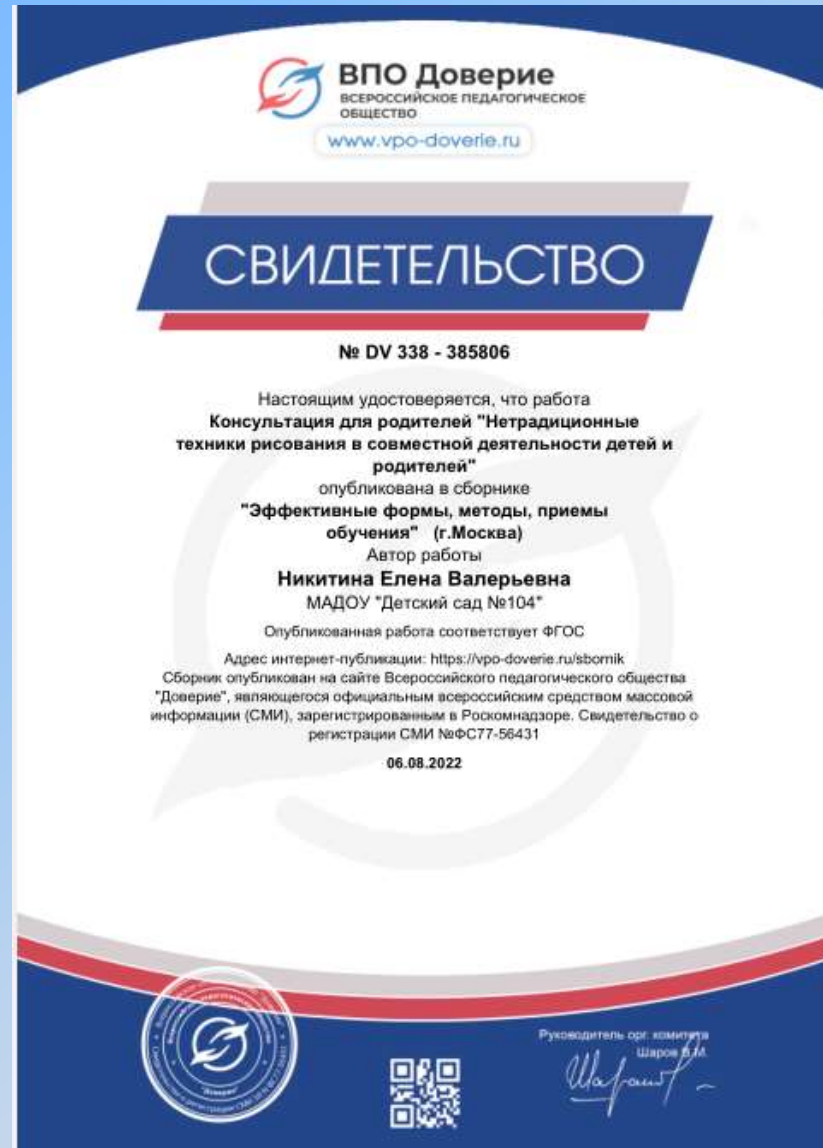 ВПО Доверие
ВСЕРОССИЙСКОЕ ПЕДАГОГИЧЕСКОЕ
ОБЩЕСТВО
www.vpo-doverie.ru
СВИДЕТЕЛЬСТВО
№ DV 338 - 385806
Настоящим удостоверяется, что работа
Консультация для родителей "Нетрадиционные
техники рисования в совместной деятельности детей и
родителей"
опубликована в сборнике
"Эффективные формы, методы, приемы
обучения" (г.Москва)
Автор работы
Никитина Елена Валерьевна
МАДОУ "Детский сад №104"
Опубликованная работа соответствует ФГОС
Адрес интернет-публикации: https://vpo-doverie.ru/sbornik
Сборник опубликован на сайте Всероссийского педагогического общества
"Доверие", являющегося официальным всероссийским средством массовой
информации (СМИ), зарегистрированным в Роскомнадзоре. Свидетельство о
регистрации СМИ №ФС77-56431
06.08.2022
Руководитель орг. комитета
Шаров В.М.
"Доверие"